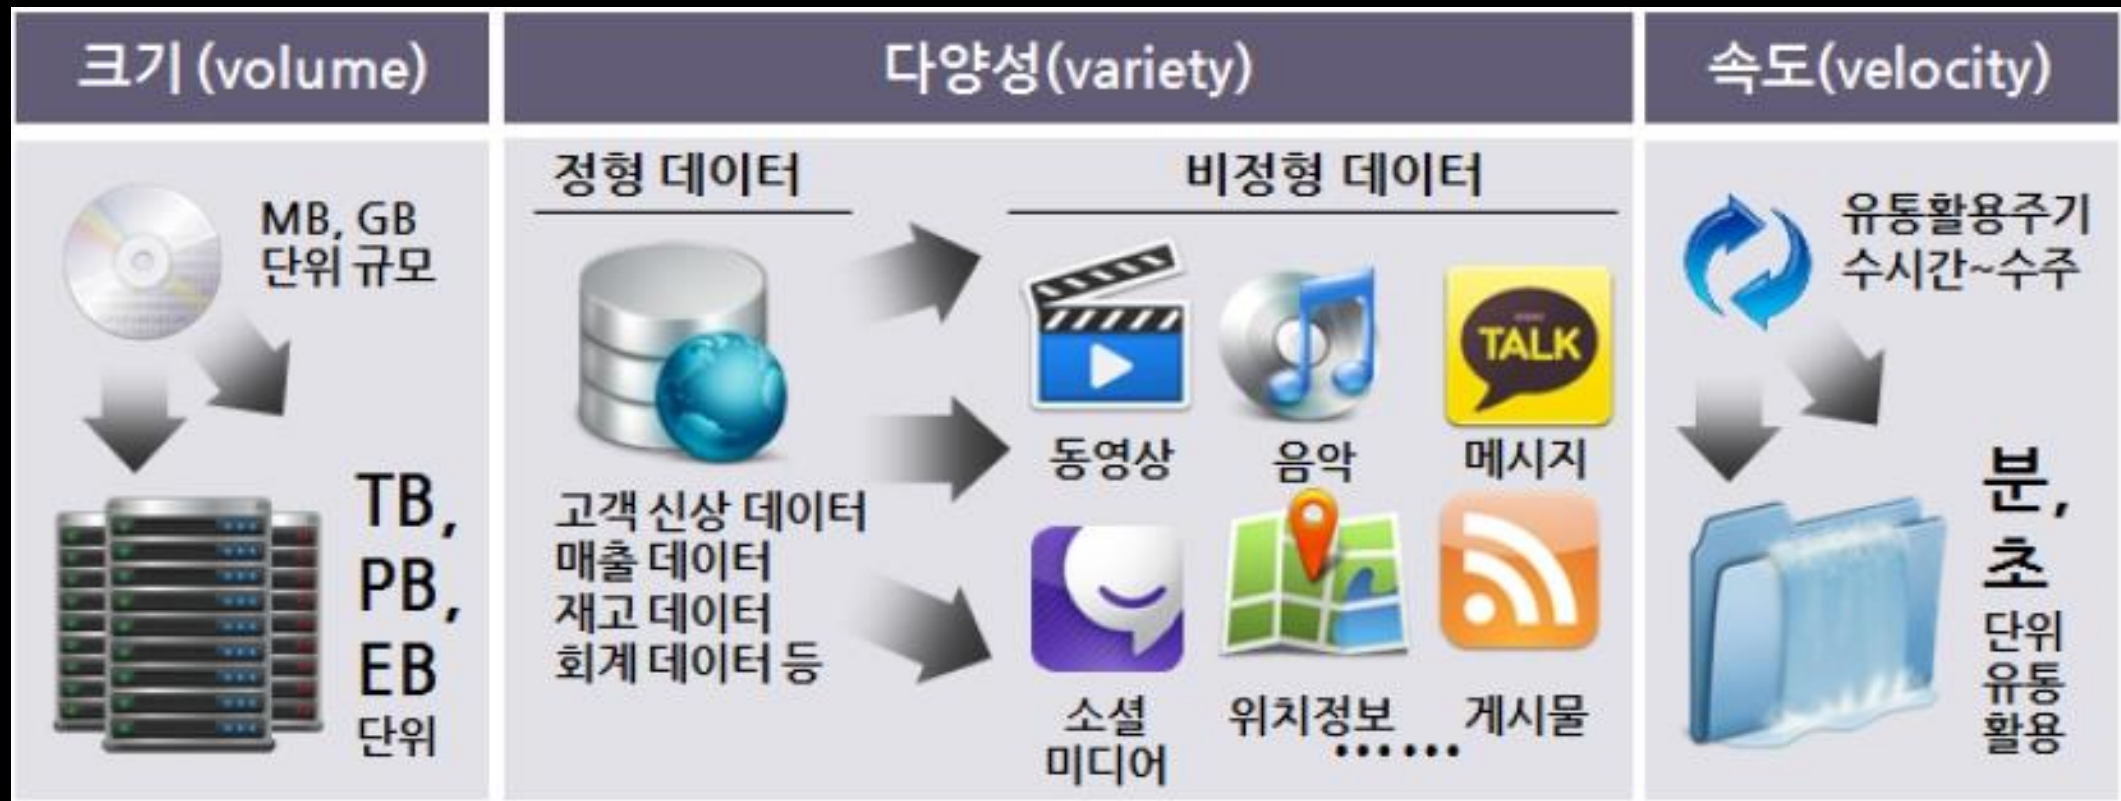 크기 (volume)
다양성(variety)
속도(velocity)
MB, GB
단위 규모
TB,
PB,
EB
단위
정형 데이터
고객 신상 데이터
매출 데이터
재고 데이터
회계 데이터 등
비정형 데이터
TALK
동영상
음악
메시지
소셜
미디어
위치정보
게시물
......
유통활용주기
수시간~수주
분,
초
단위
유통
활용